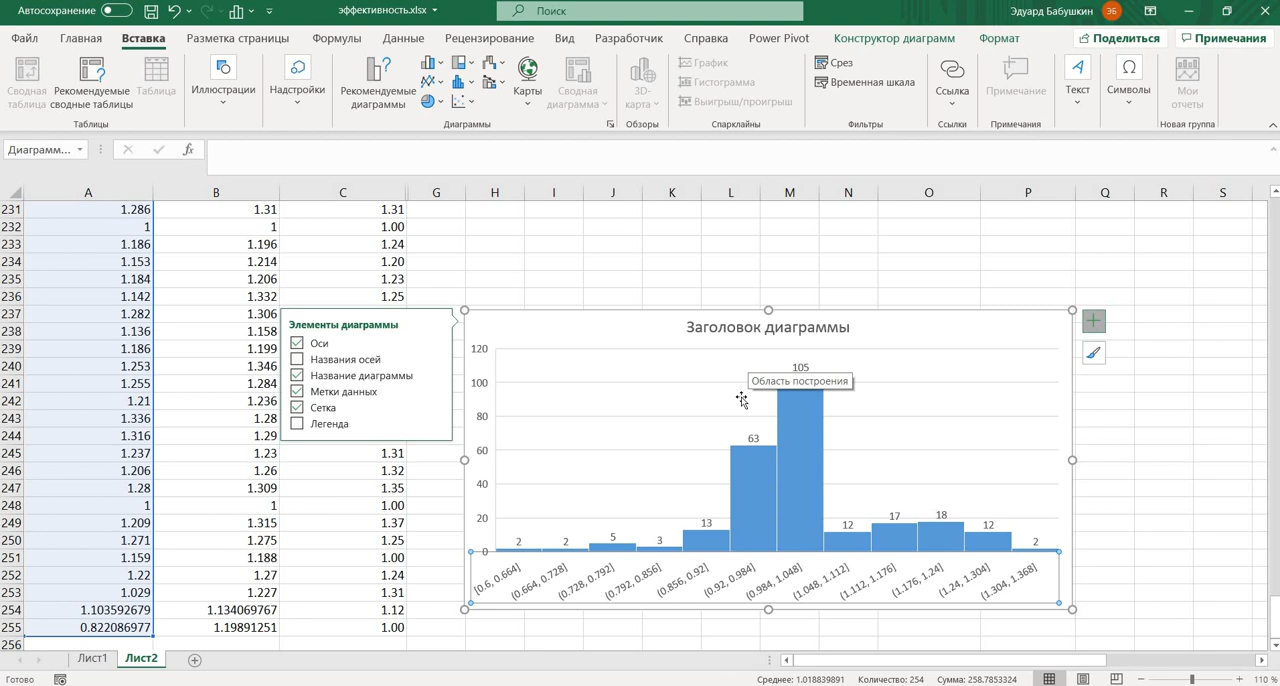 Автосохранение
эффективность.xlsx
Поиск
Эдуард Бабушкин
ЭБ
Файл Главная Вставка Разметка страницы Формулы Данные Рецензирование Вид Разработчик Справка Power Pivot Конструктор диаграмм Формат Поделиться Примечания
Сводная таблица
Рекомендуемые сводные таблицы
Таблица
Таблицы
Иллюстрации
Надстройки
Рекомендуемые диаграммы
Карты
Сводная диаграмма
Диаграммы
3D-карта
Обзоры
График
Гистограмма
Выигрыш/проигрыш
Спарклайны
Срез
Временная шкала
Фильтры
Ссылка
Ссылки
Примечание
Примечания
Текст
Символы
Мои отчеты
Новая группа
Диаграмм...
fx
A B C G H I J K L M N O P Q R S
231 1.286 1.31 1.31
232 1 1 1.00
233 1.186 1.196 1.24
234 1.153 1.214 1.20
235 1.184 1.206 1.23
236 1.142 1.332 1.25
237 1.282 1.306
238 1.136 1.158
239 1.186 1.199
240 1.253 1.346
241 1.255 1.284
242 1.21 1.236
243 1.336 1.28
244 1.316 1.29
245 1.237 1.23 1.31
246 1.206 1.26 1.32
247 1.28 1.309 1.35
248 1 1 1.00
249 1.209 1.315 1.37
250 1.271 1.275 1.25
251 1.159 1.188 1.00
252 1.22 1.27 1.24
253 1.029 1.227 1.31
254 1.103592679 1.134069767 1.12
255 0.822086977 1.19891251 1.00
256
Элементы диаграммы
Оси
Названия осей
Название диаграммы
Метки данных
Сетка
Легенда
Заголовок диаграммы
120
100
80
60
40
20
0
2 2 5 3 13 63 105 12 17 18 12 2
Область построения
[0.6, 0.664] (0.664, 0.728] (0.728, 0.792] (0.792, 0.856] (0.856, 0.92] (0.92, 0.984] (0.984, 1.048] (1.048, 1.112] (1.112, 1.176] (1.176, 1.24] (1.24, 1.304] (1.304, 1.368]
Лист1 Лист2
Готово
Среднее: 1.018839891 Количество: 254 Сумма: 258.7853324
110 %